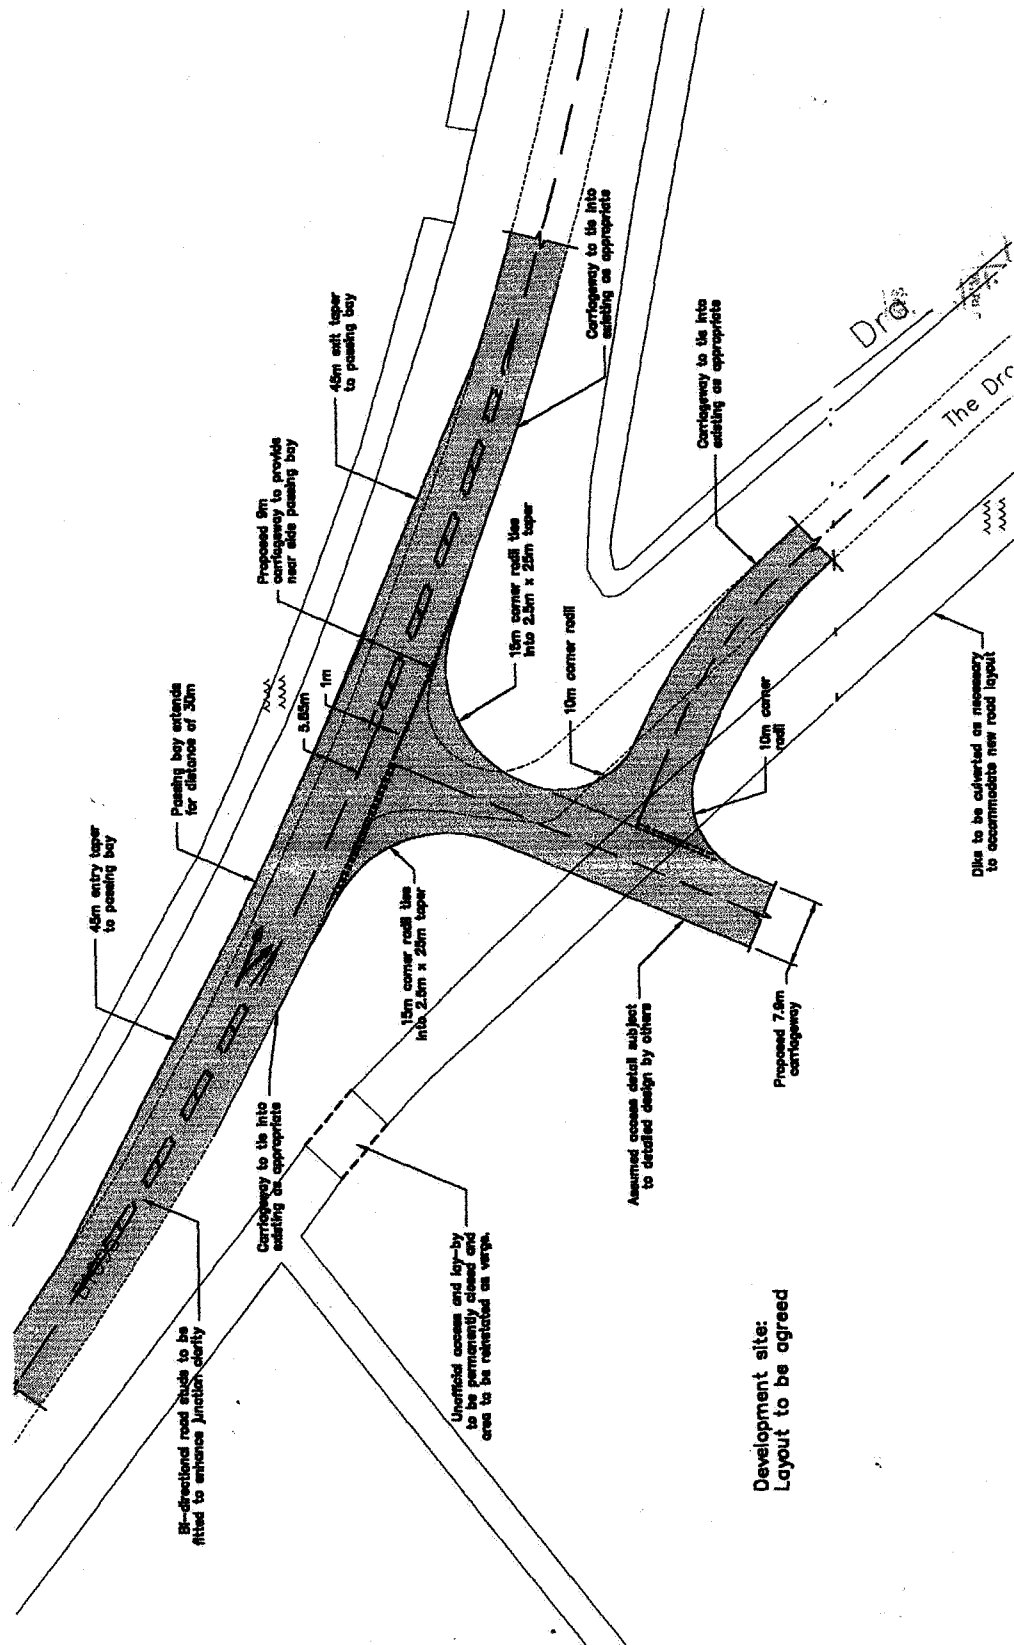 45m entry taper
to passing bay
Passing bay extends
for distance of 30m
Proposed 9m
carriageway to provide
near side passing bay
45m exit taper
to passing bay
5.85m
1m
Carriageway to tie into
existing as appropriate
15m corner radii ties
into 2.5m x 25m taper
10m corner radii
Carriageway to tie into
existing as appropriate
The Dro
10m corner
radii
15m corner radii ties
into 2.5m x 25m taper
Carriageway to tie into
existing as appropriate
Bi-directional road studs to be
fitted to enhance junction clarity
Unofficial access and lay-by
to be permanently closed and
area to be reinstated as verge.
Assumed access detail subject
to detailed design by others
Proposed 7.9m
carriageway
Dike to be culverted as necessary
to accommodate new road layout
Development site:
Layout to be agreed